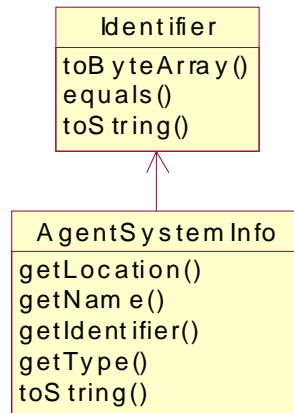 Identifier
toByteArray()
equals()
toString()
AgentSystemInfo
getLocation()
getName()
getIdentifier()
getType()
toString()